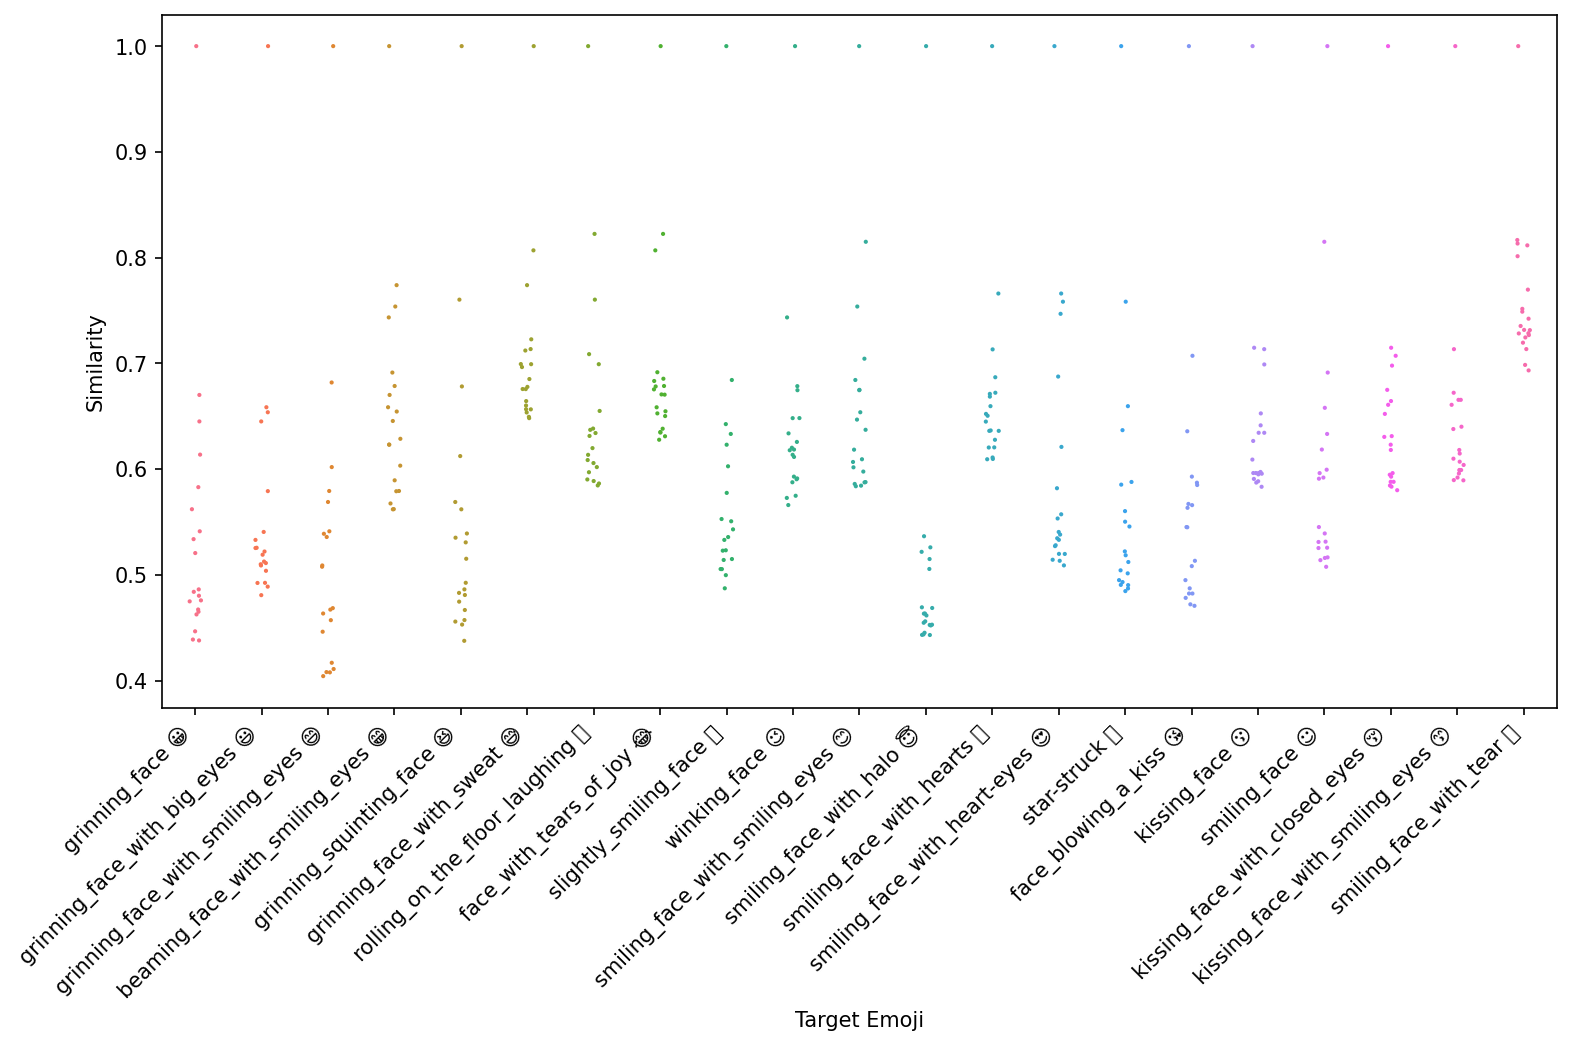 1.0
0.9
0.8
0.7
0.6
0.5
0.4
Similarity
grinning_face 😀
grinning_face_with_big_eyes 😃
grinning_face_with_smiling_eyes 😄
beaming_face_with_smiling_eyes 😁
grinning_squinting_face 😆
grinning_face_with_sweat 😅
rolling_on_the_floor_laughing ▯
face_with_tears_of_joy 😂
slightly_smiling_face ▯
winking_face 😉
smiling_face_with_smiling_eyes 😊
smiling_face_with_halo 😇
smiling_face_with_hearts ▯
smiling_face_with_heart-eyes 😍
star-struck ▯
face_blowing_a_kiss 😘
kissing_face 😗
smiling_face ☺
kissing_face_with_closed_eyes 😚
kissing_face_with_smiling_eyes 😙
smiling_face_with_tear ▯
Target Emoji